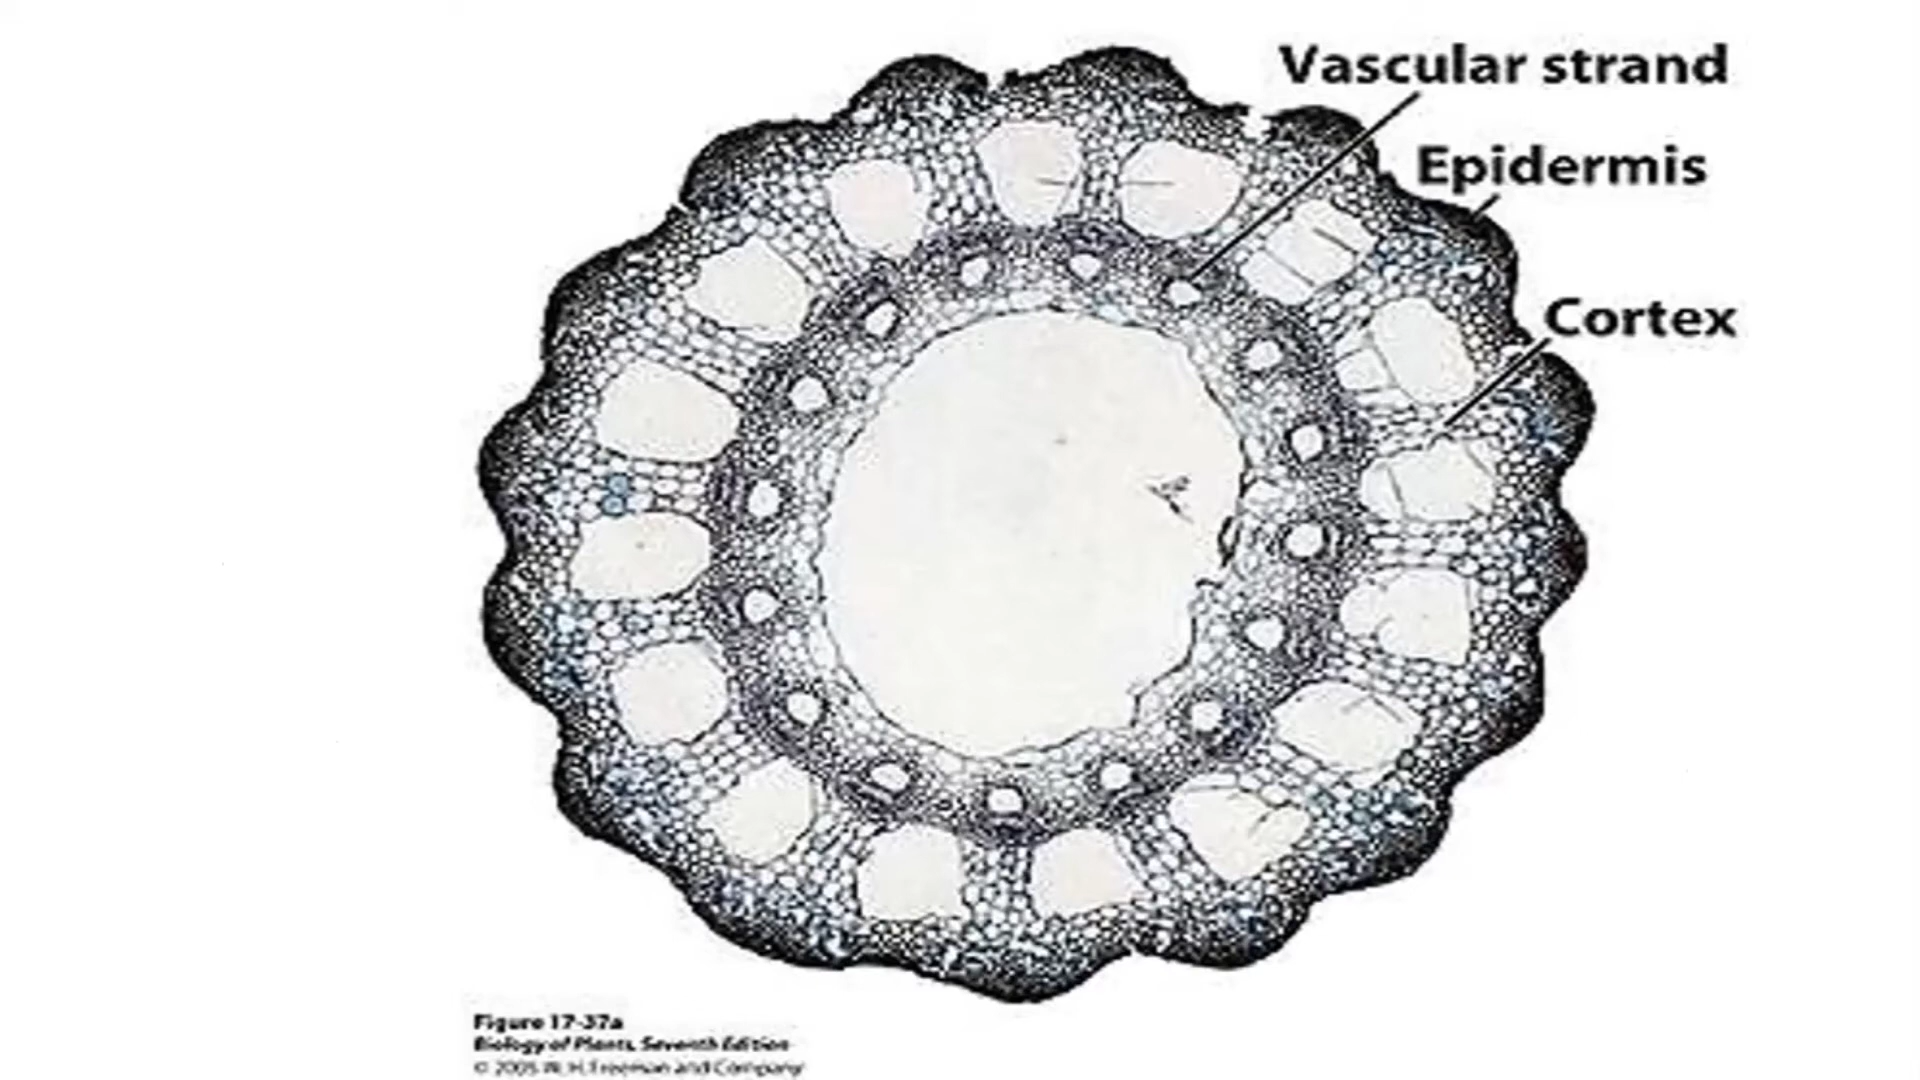 Vascular strand
Epidermis
Cortex
Figure 17-37a
Biology of Plants, Seventh Edition
© 2005 W. H. Freeman and Company